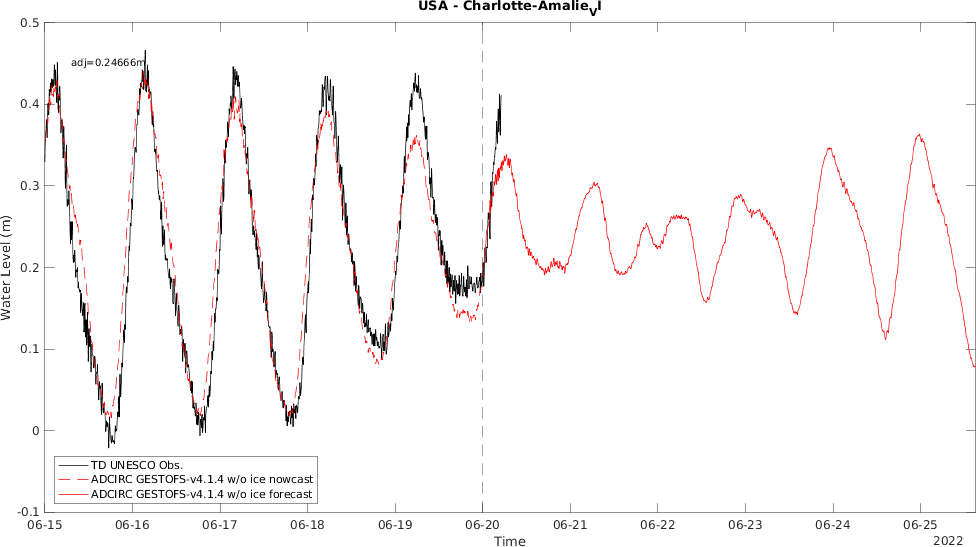 USA - Charlotte-AmalieVI
adj=0.24666m
Water Level (m)
0.5
0.4
0.3
0.2
0.1
0
-0.1
TD UNESCO Obs.
ADCIRC GESTOFS-v4.1.4 w/o ice nowcast
ADCIRC GESTOFS-v4.1.4 w/o ice forecast
06-15 06-16 06-17 06-18 06-19 06-20 06-21 06-22 06-23 06-24 06-25
Time
2022